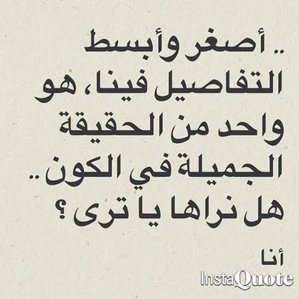 .. أصغر وأبسط
التفاصيل فينا، هو
واحد من الحقيقة
الجميلة في الكون ..
هل نراها يا ترى ؟
أنا
InstaQuote